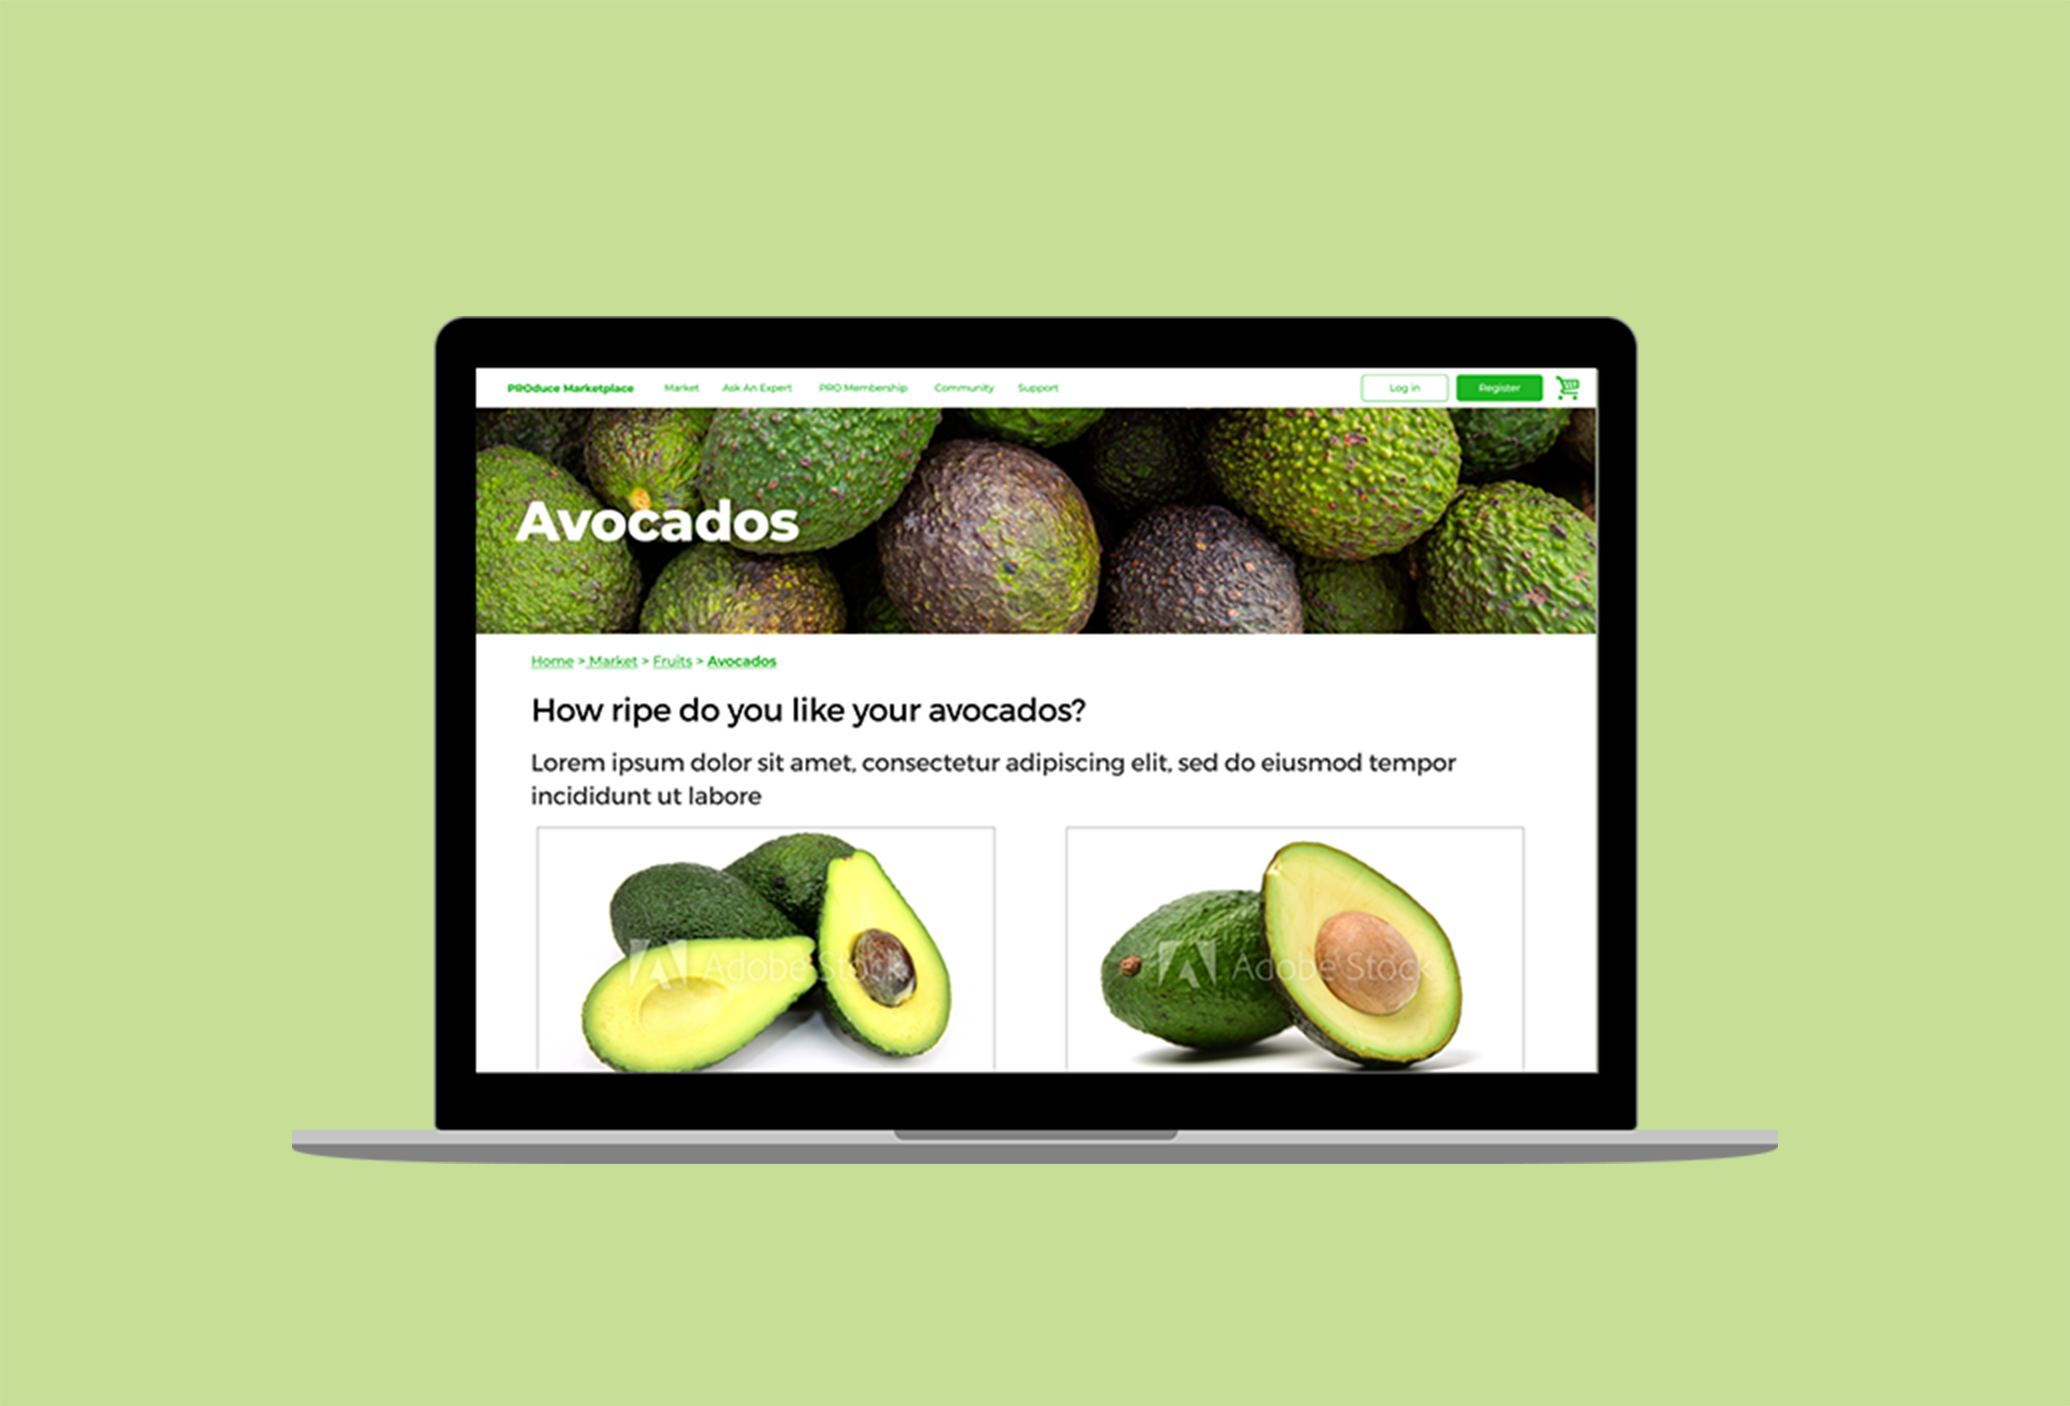 PROduce Marketplace Market Ask An Expert PRO Membership Community Support Log in Register
Avocados
Home > Market > Fruits > Avocados
How ripe do you like your avocados?
Lorem ipsum dolor sit amet, consectetur adipiscing elit, sed do eiusmod tempor
incididunt ut labore
Adobe Stock
Adobe Stock